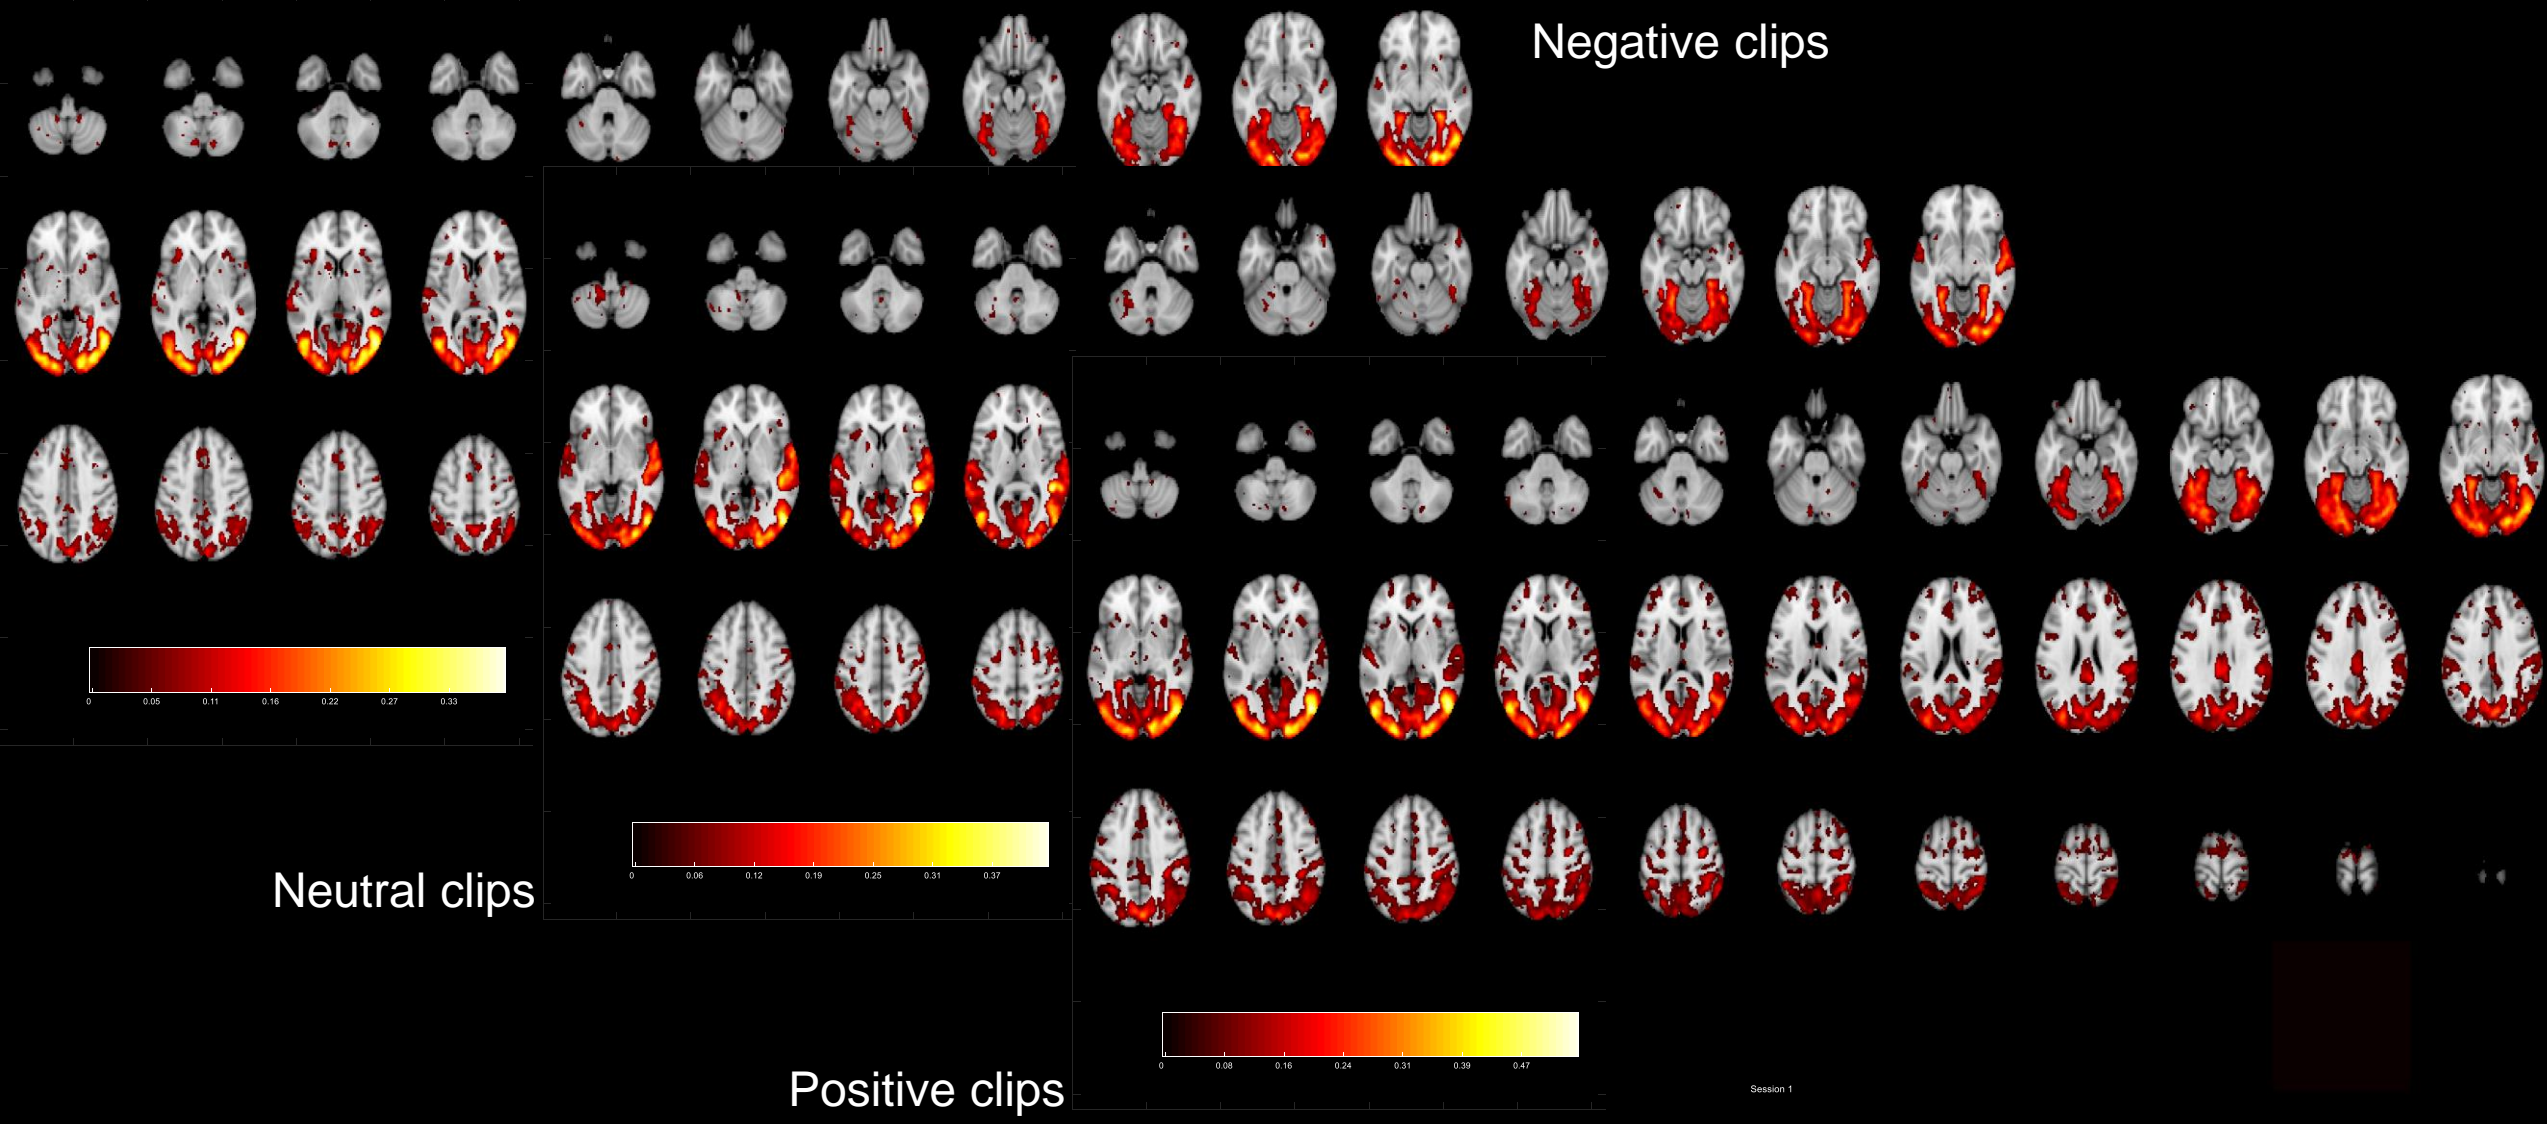 Negative clips
0 0.05 0.11 0.16 0.22 0.27 0.33
0 0.06 0.12 0.19 0.25 0.31 0.37
Neutral clips
0 0.08 0.16 0.24 0.31 0.39 0.47
Positive clips
Session 1